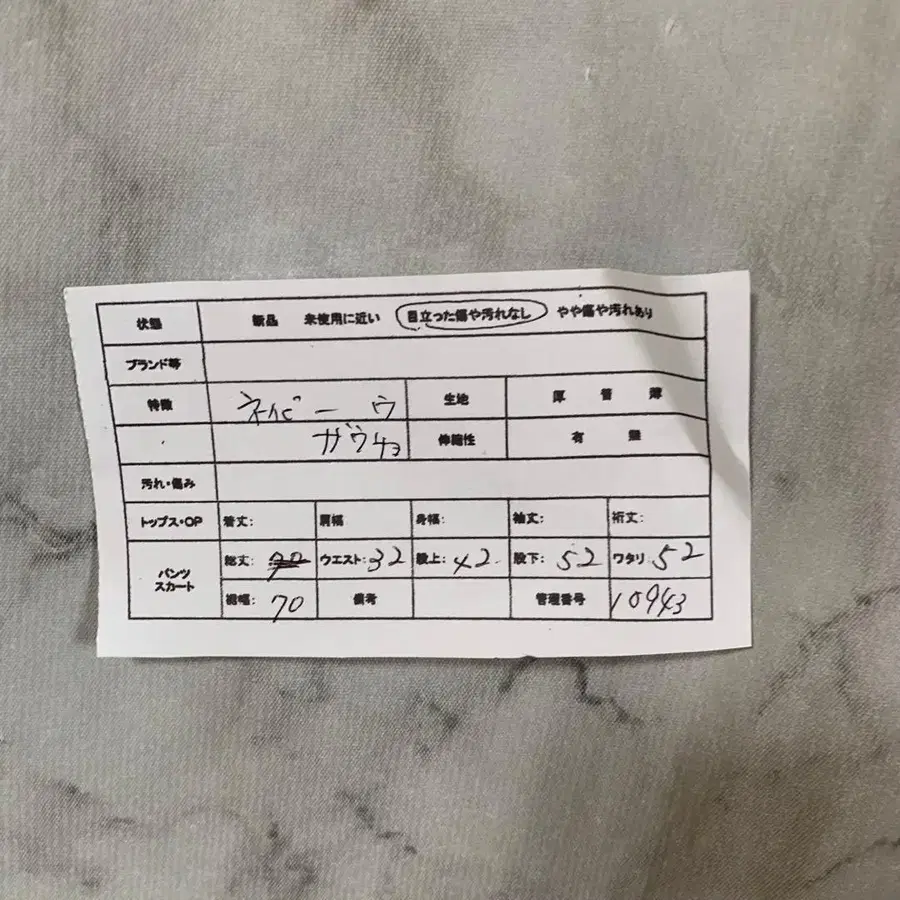 状態 新品 未使用に近い 目立った傷や汚れなし やや傷や汚れあり
ブランド等
特徴 ネイビー ウ 生地 厚 普 薄
ガウチョ 伸縮性 有 無
汚れ・傷み
トップス・OP 着丈: 肩幅 身幅: 袖丈: 裄丈:
パンツ スカート 総丈: ウエスト:32 股上:42 股下:52 ワタリ:52
裾幅:70 備考 管理番号 10943